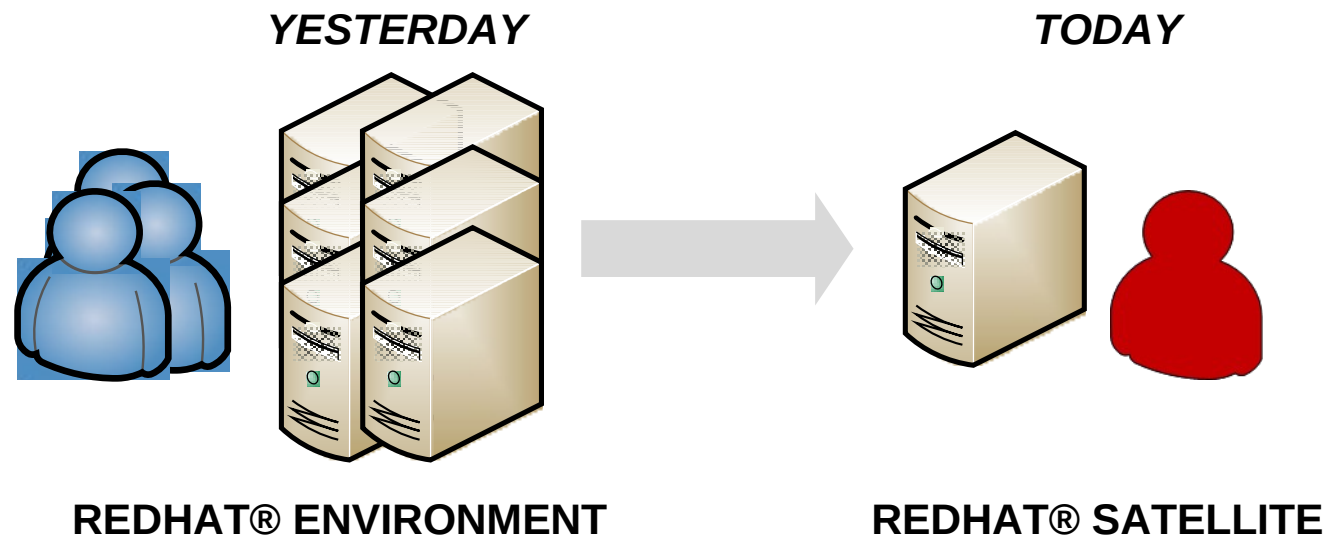 YESTERDAY
TODAY
REDHAT® ENVIRONMENT
REDHAT® SATELLITE